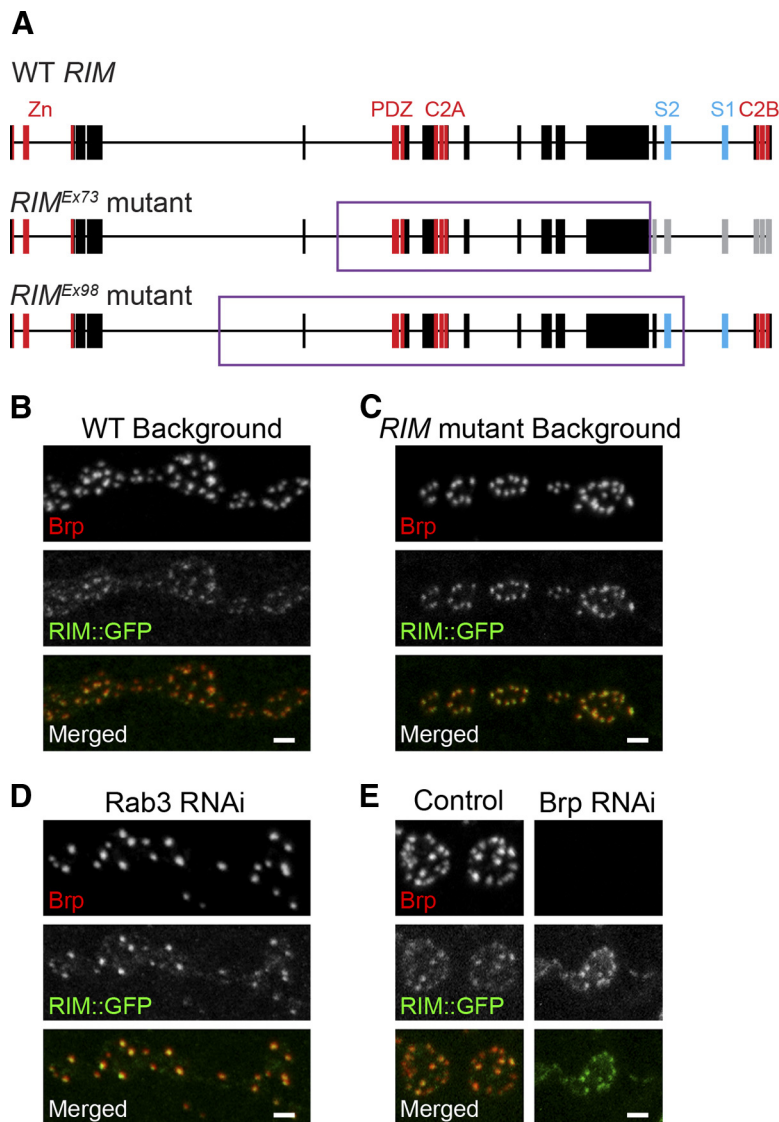 A
WT RIM
Zn PDZ C2A S2 S1 C2B
RIMEx73 mutant
RIMEx98 mutant
B
WT Background
Brp
RIM::GFP
Merged
C
RIM mutant Background
Brp
RIM::GFP
Merged
D
Rab3 RNAi
Brp
RIM::GFP
Merged
E
Control Brp RNAi
Brp
RIM::GFP
Merged